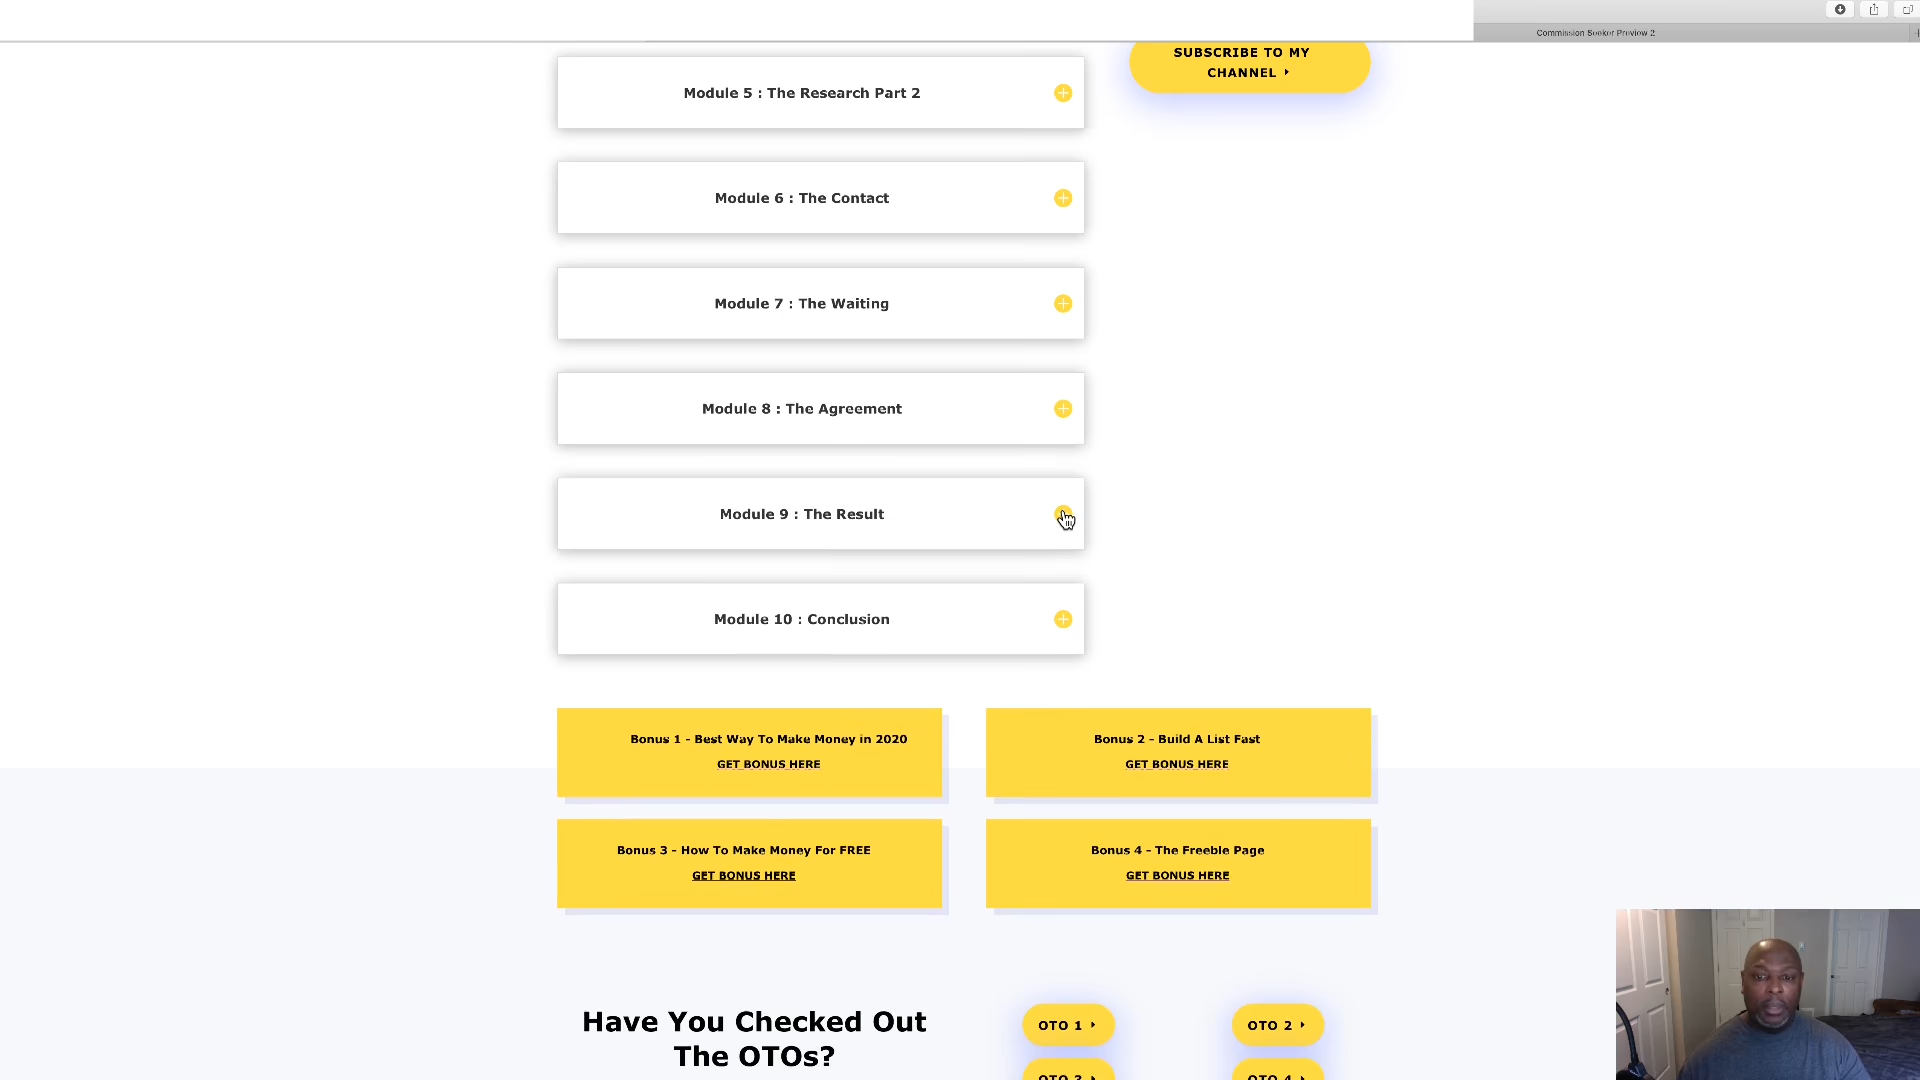 Commission Seeker Preview 2
SUBSCRIBE TO MY
CHANNEL
Module 5 : The Research Part 2
Module 6 : The Contact
Module 7 : The Waiting
Module 8 : The Agreement
Module 9 : The Result
Module 10 : Conclusion
Bonus 1 - Best Way To Make Money in 2020
GET BONUS HERE
Bonus 2 - Build A List Fast
GET BONUS HERE
Bonus 3 - How To Make Money For FREE
GET BONUS HERE
Bonus 4 - The Freebie Page
GET BONUS HERE
Have You Checked Out
The OTOs?
OTO 1
OTO 2
OTO 3
OTO 4